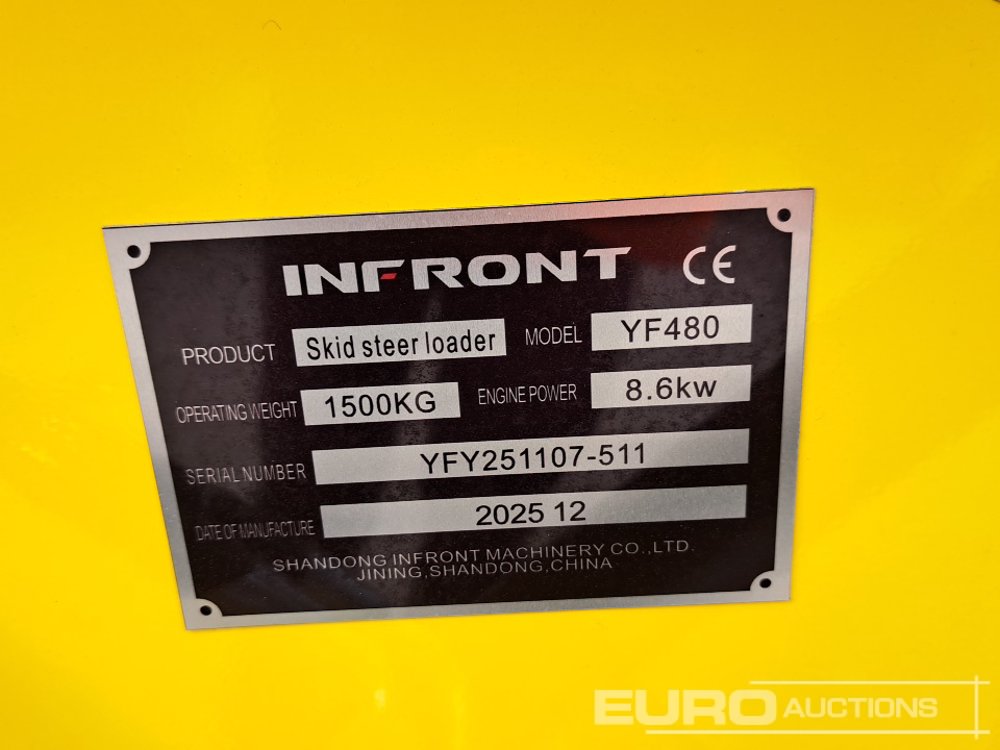 INFRONT CE
PRODUCT Skid steer loader MODEL YF480
OPERATING WEIGHT 1500KG ENGINE POWER 8.6kw
SERIAL NUMBER YFY251107-511
DATE OF MANUFACTURE 2025 12
SHANDONG INFRONT MACHINERY CO.,LTD.
JINING,SHANDONG,CHINA
EURO AUCTIONS